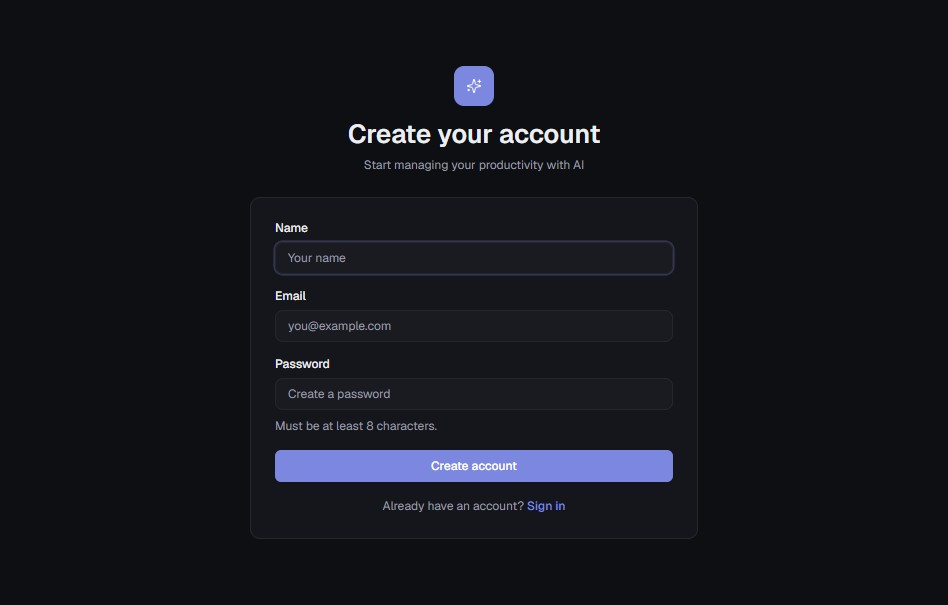 Create your account
Start managing your productivity with AI
Name
Your name
Email
you@example.com
Password
Create a password
Must be at least 8 characters.
Create account
Already have an account? Sign in